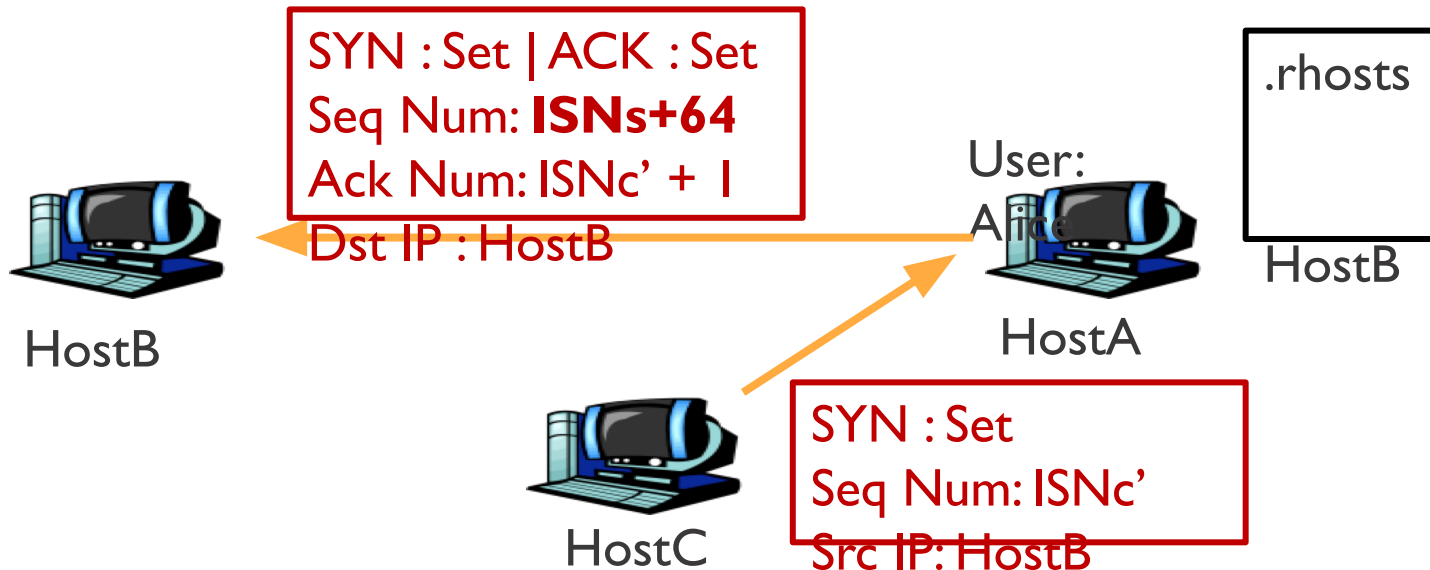 SYN : Set | ACK : Set
Seq Num: ISNs+64
Ack Num: ISNc’ + 1
Dst IP : HostB
User:
Alice
.rhosts
HostB
HostB
HostA
HostC
SYN : Set
Seq Num: ISNc’
Src IP: HostB